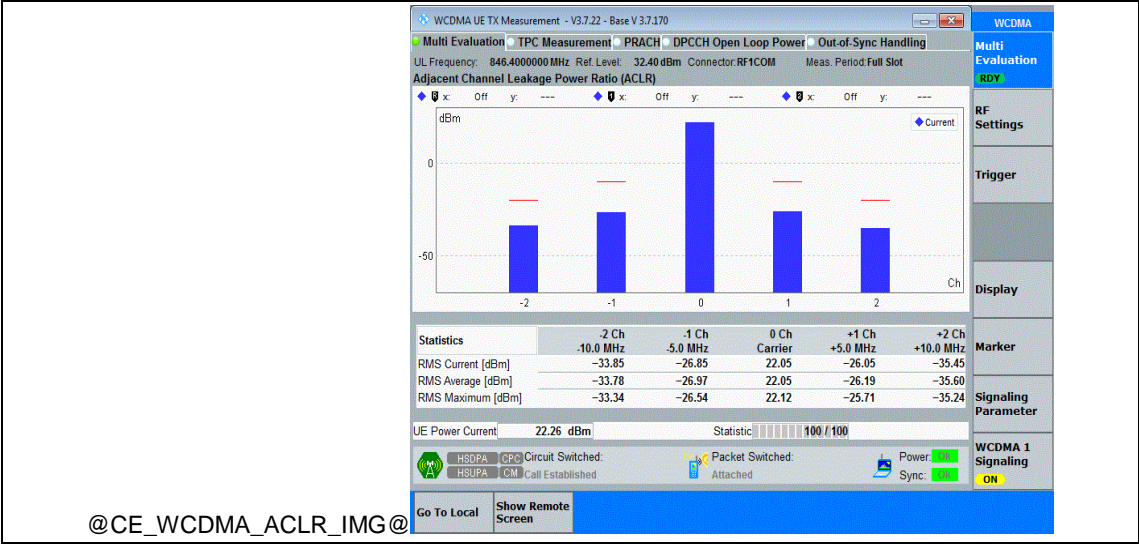 WCDMA UE TX Measurement - V3.7.22 - Base V 3.7.170
WCDMA
Multi Evaluation TPC Measurement PRACH DPCCH Open Loop Power Out-of-Sync Handling
Multi
Evaluation
RDY
UL Frequency: 846.4000000 MHz Ref. Level: 32.40 dBm Connector:RF1COM Meas. Period:Full Slot
Adjacent Channel Leakage Power Ratio (ACLR)
R x: Off y: --- 1 x: Off y: --- 2 x: Off y: ---
dBm
Current
0
-50
Ch
-2 -1 0 1 2
RF
Settings
Trigger
Display
Marker
Signaling
Parameter
WCDMA 1
Signaling
ON
Statistics -2 Ch -1 Ch 0 Ch +1 Ch +2 Ch
-10.0 MHz -5.0 MHz Carrier +5.0 MHz +10.0 MHz
RMS Current [dBm] −33.85 −26.85 22.05 −26.05 −35.45
RMS Average [dBm] −33.78 −26.97 22.05 −26.19 −35.60
RMS Maximum [dBm] −33.34 −26.54 22.12 −25.71 −35.24
UE Power Current 22.26 dBm Statistic 100 / 100
HSDPA CPC Circuit Switched: Packet Switched: Power: OK
HSUPA CM Call Established Attached Sync: OK
@CE_WCDMA_ACLR_IMG@
Go To Local
Show Remote
Screen